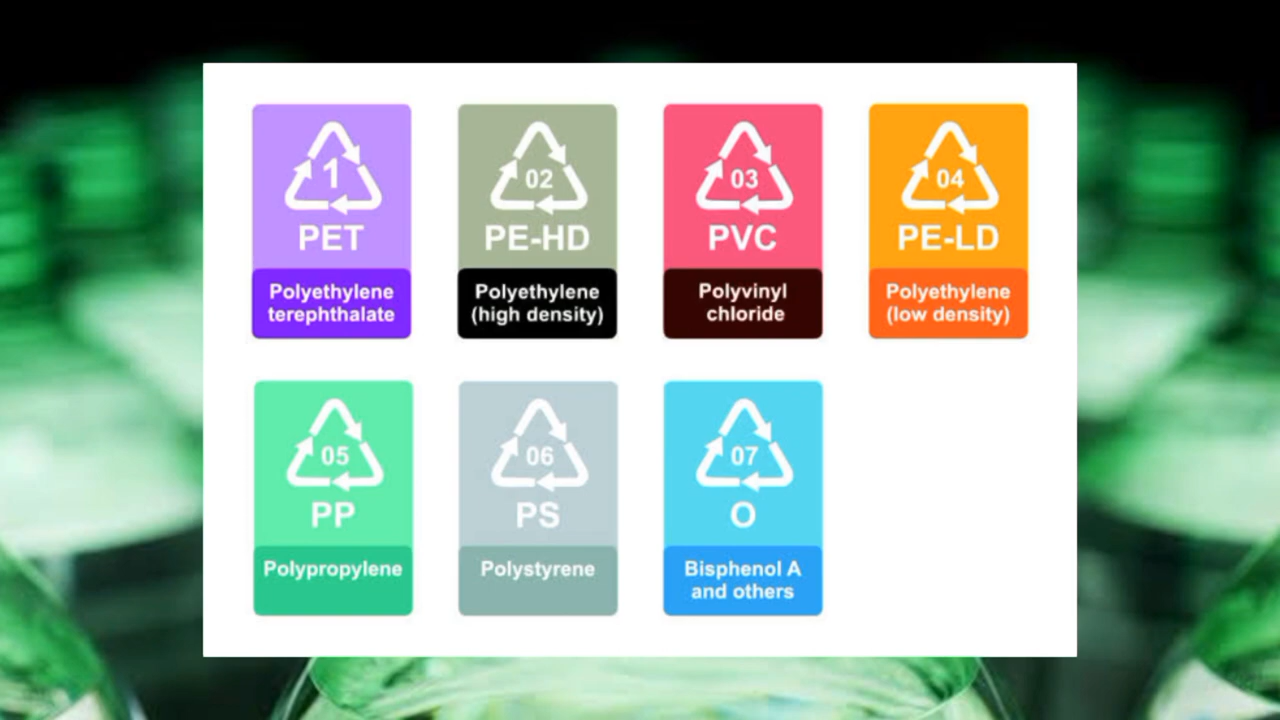 1
PET
Polyethylene
terephthalate
02
PE-HD
Polyethylene
(high density)
03
PVC
Polyvinyl
chloride
04
PE-LD
Polyethylene
(low density)
05
PP
Polypropylene
06
PS
Polystyrene
07
O
Bisphenol A
and others